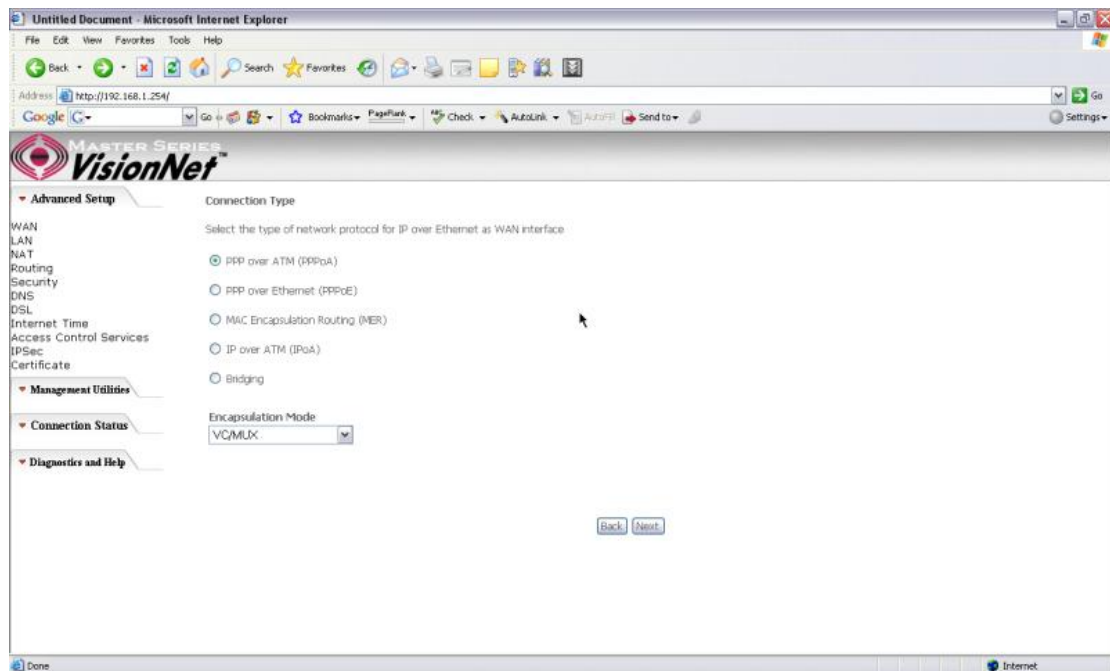 Untitled Document - Microsoft Internet Explorer
File Edit View Favorites Tools Help
Back Search Favorites
Address http://192.168.1.254/ Go
Google G Go Bookmarks PageRank Check AutoLink AutoFill Send to Settings
MASTER SERIES
VisionNet™
Advanced Setup
WAN
LAN
NAT
Routing
Security
DNS
DSL
Internet Time
Access Control Services
IPSec
Certificate
Management Utilities
Connection Status
Diagnostics and Help
Connection Type
Select the type of network protocol for IP over Ethernet as WAN interface
PPP over ATM (PPPoA)
PPP over Ethernet (PPPoE)
MAC Encapsulation Routing (MER)
IP over ATM (IPoA)
Bridging
Encapsulation Mode
VC/MUX
Back Next
Done Internet